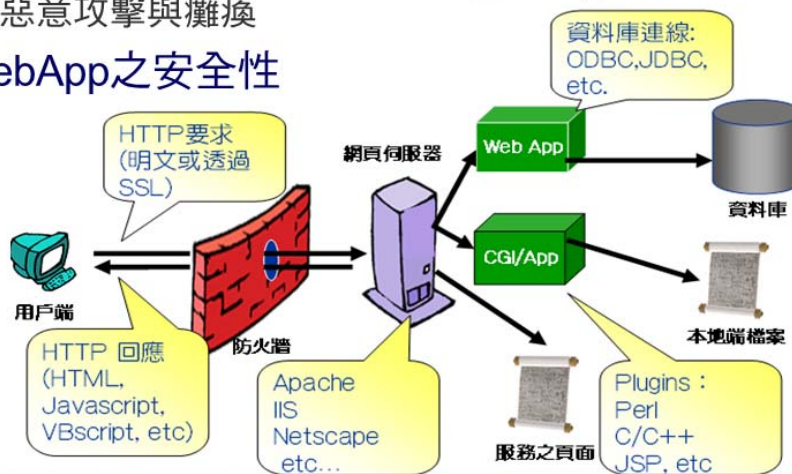 惡意攻擊與癱瘓
ebApp之安全性
資料庫連線:
ODBC,JDBC,
etc.
HTTP要求
(明文或透過
SSL)
網頁伺服器
Web App
資料庫
CGI/App
用戶端
防火牆
本地端檔案
HTTP 回應
(HTML,
Javascript,
VBscript, etc)
Apache
IIS
Netscape
etc...
服務之頁面
Plugins：
Perl
C/C++
JSP, etc